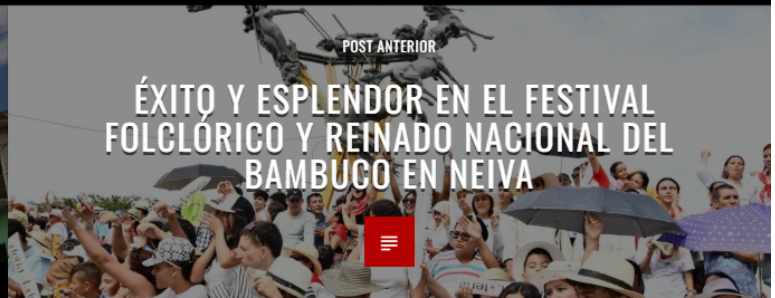 POST ANTERIOR
ÉXITO Y ESPLENDOR EN EL FESTIVAL
FOLCLÓRICO Y REINADO NACIONAL DEL
BAMBUCO EN NEIVA